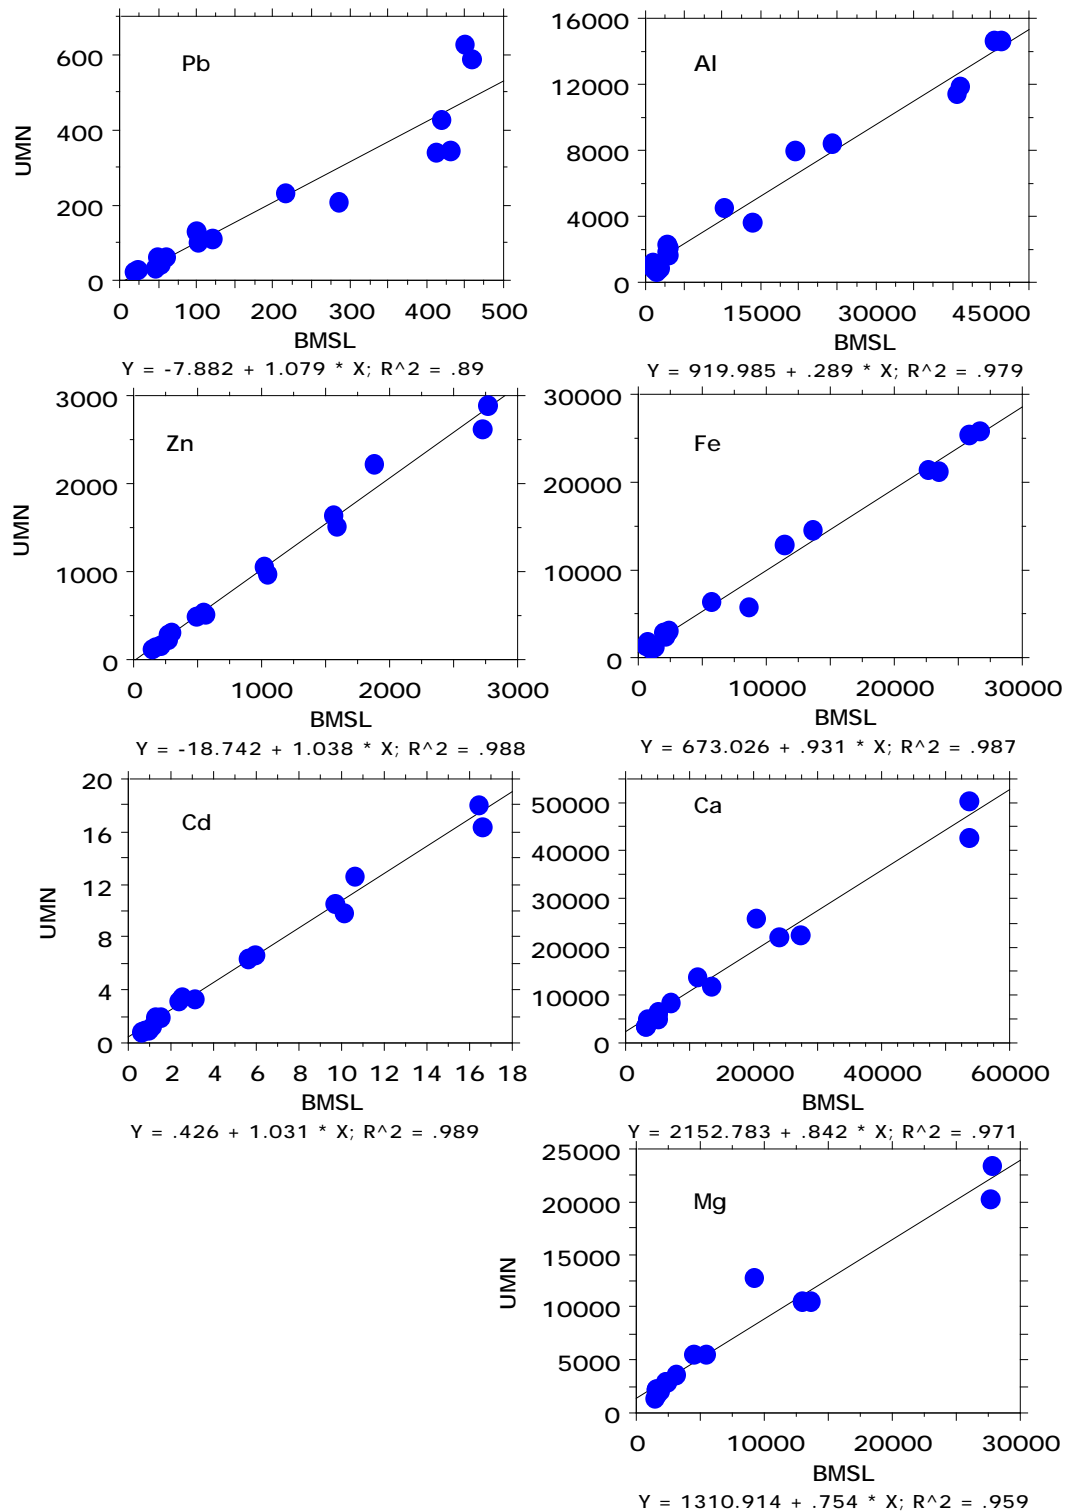 Pb
UMN
600
400
200
0
0 100 200 300 400 500
BMSL
Y = -7.882 + 1.079 * X; R^2 = .89
Al
16000
12000
8000
4000
0
0 15000 30000 45000
BMSL
Y = 919.985 + .289 * X; R^2 = .979
Zn
UMN
3000
2000
1000
0
0 1000 2000 3000
BMSL
Y = -18.742 + 1.038 * X; R^2 = .988
Fe
30000
20000
10000
0
0 10000 20000 30000
BMSL
Y = 673.026 + .931 * X; R^2 = .987
Cd
UMN
20
16
12
8
4
0
0 2 4 6 8 10 12 14 16 18
BMSL
Y = .426 + 1.031 * X; R^2 = .989
Ca
50000
40000
30000
20000
10000
0
0 20000 40000 60000
BMSL
Y = 2152.783 + .842 * X; R^2 = .971
Mg
UMN
25000
20000
15000
10000
5000
0
0 10000 20000 30000
BMSL
Y = 1310.914 + .754 * X; R^2 = .959